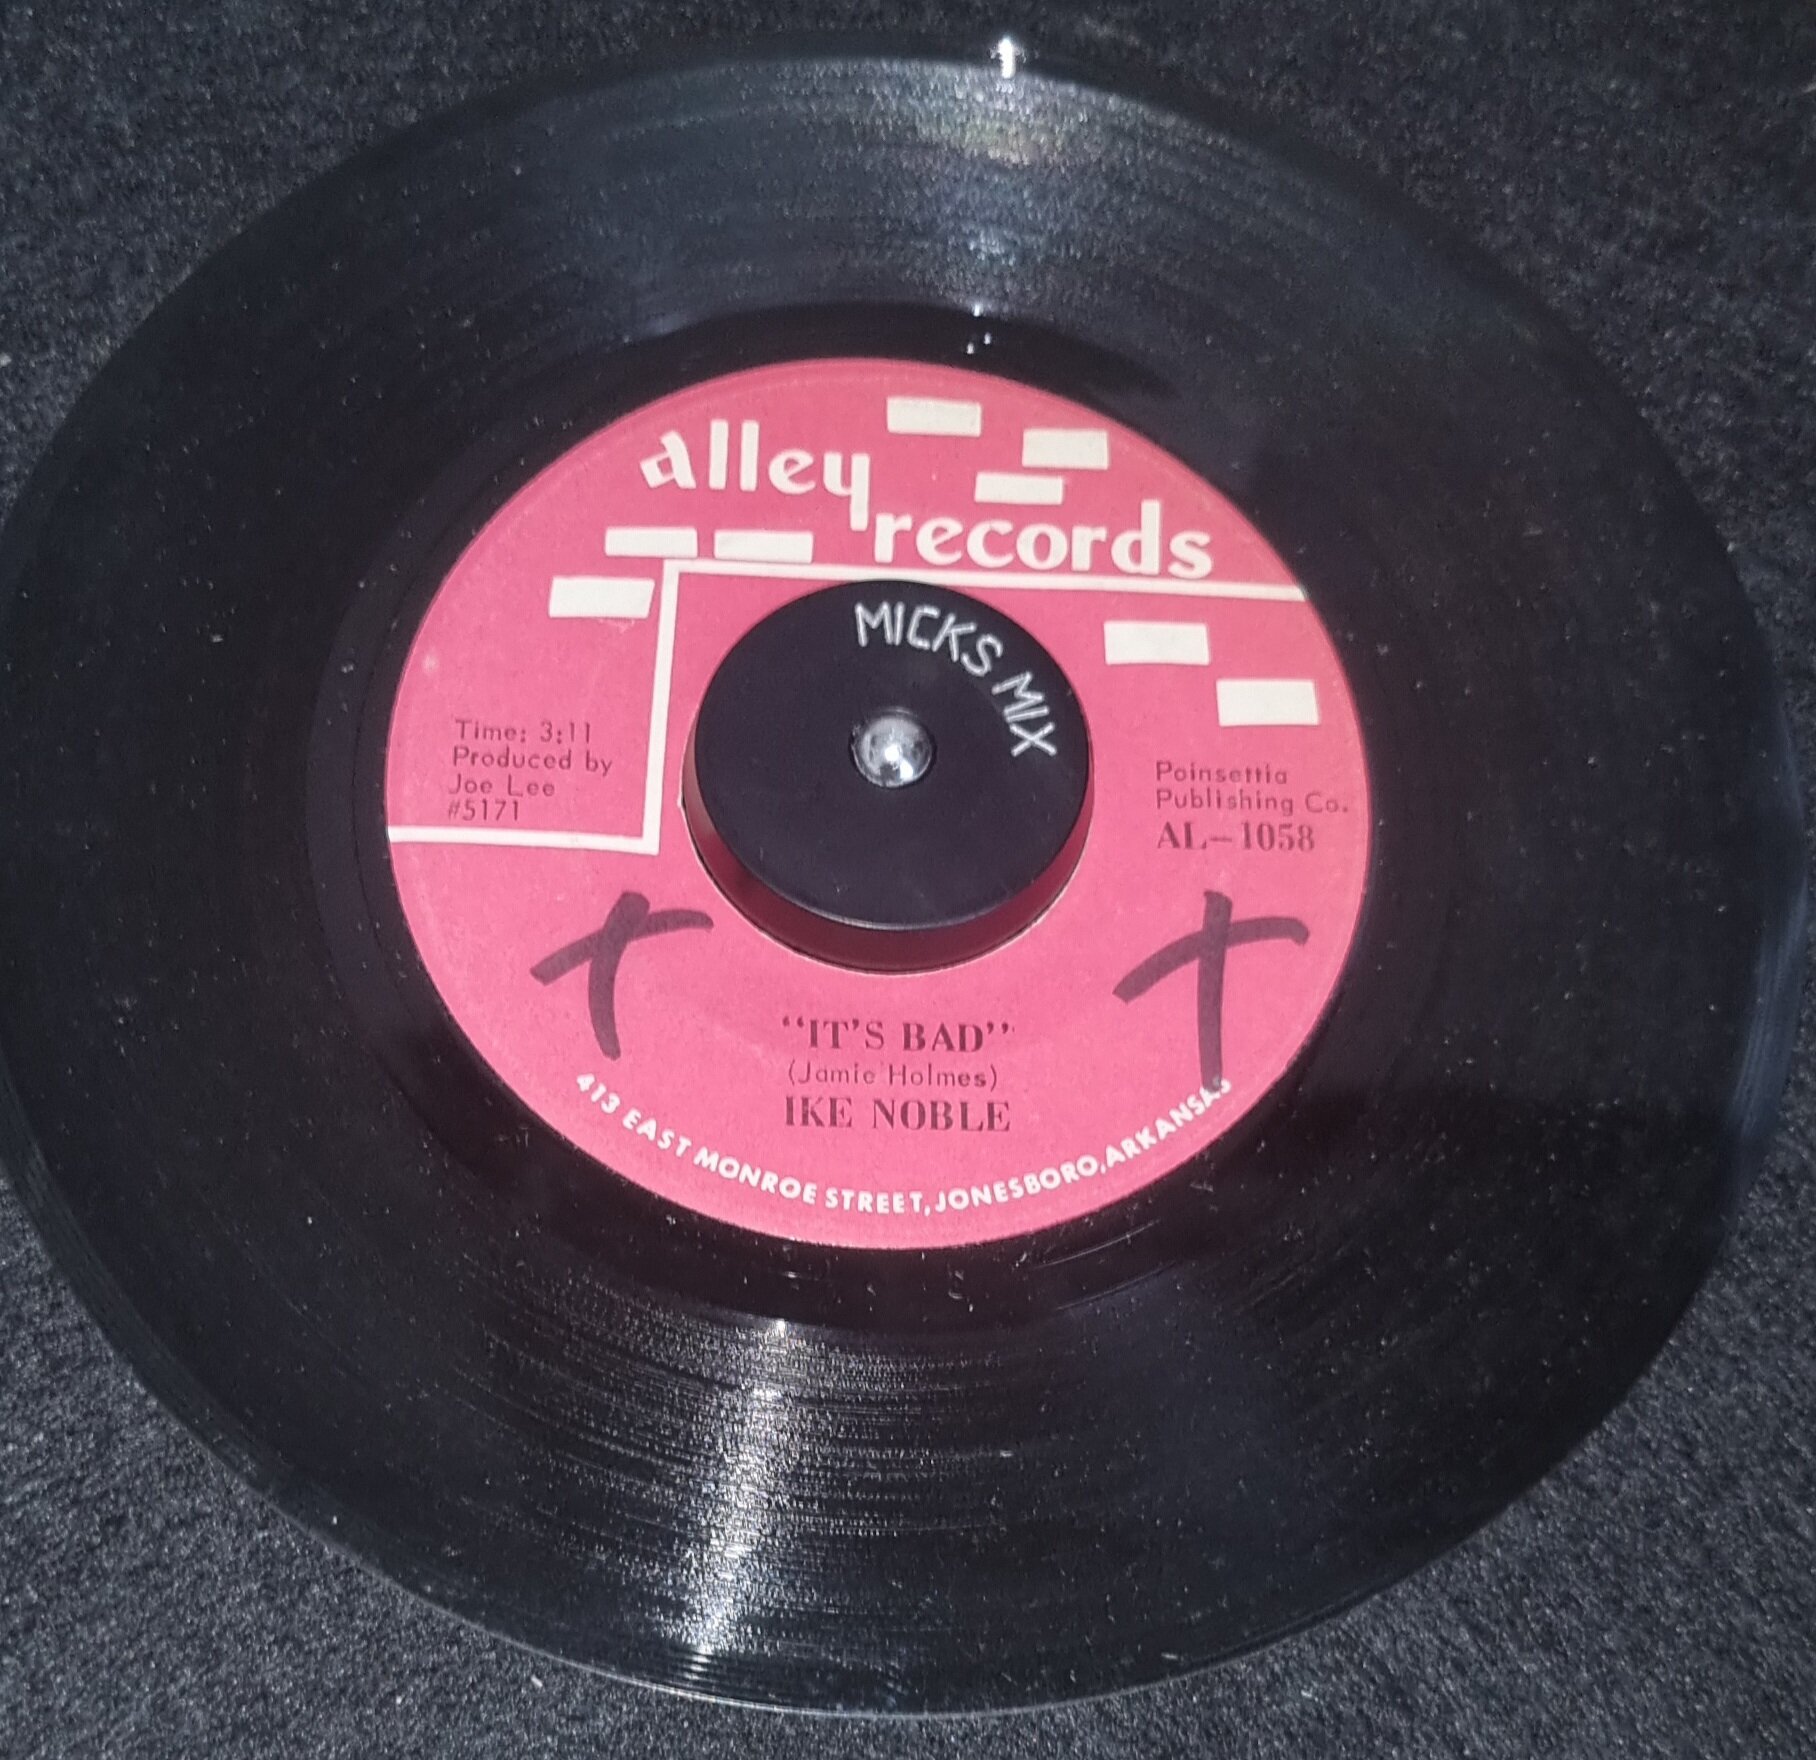 alley
records
MICKS MIX
Time: 3:11
Produced by
Joe Lee
#5171
Poinsettia
Publishing Co.
AL-1058
"IT'S BAD"
(Jamie Holmes)
IKE NOBLE
413 EAST MONROE STREET, JONESBORO, ARKANSAS